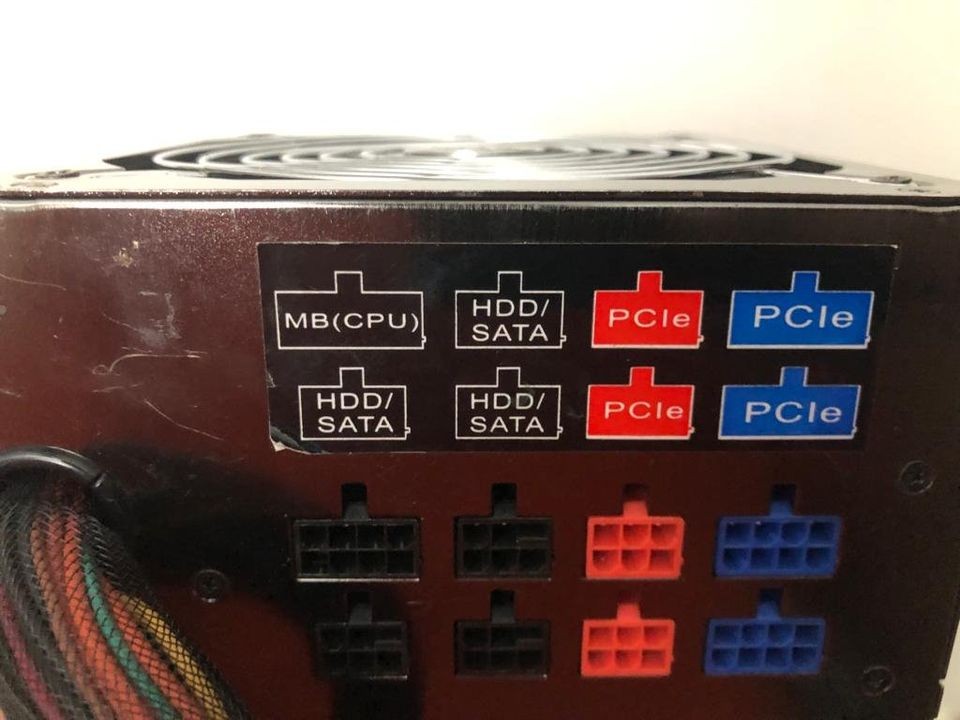 MB(CPU)
HDD/
SATA
PCIe
PCIe
HDD/
SATA
HDD/
SATA
PCIe
PCIe